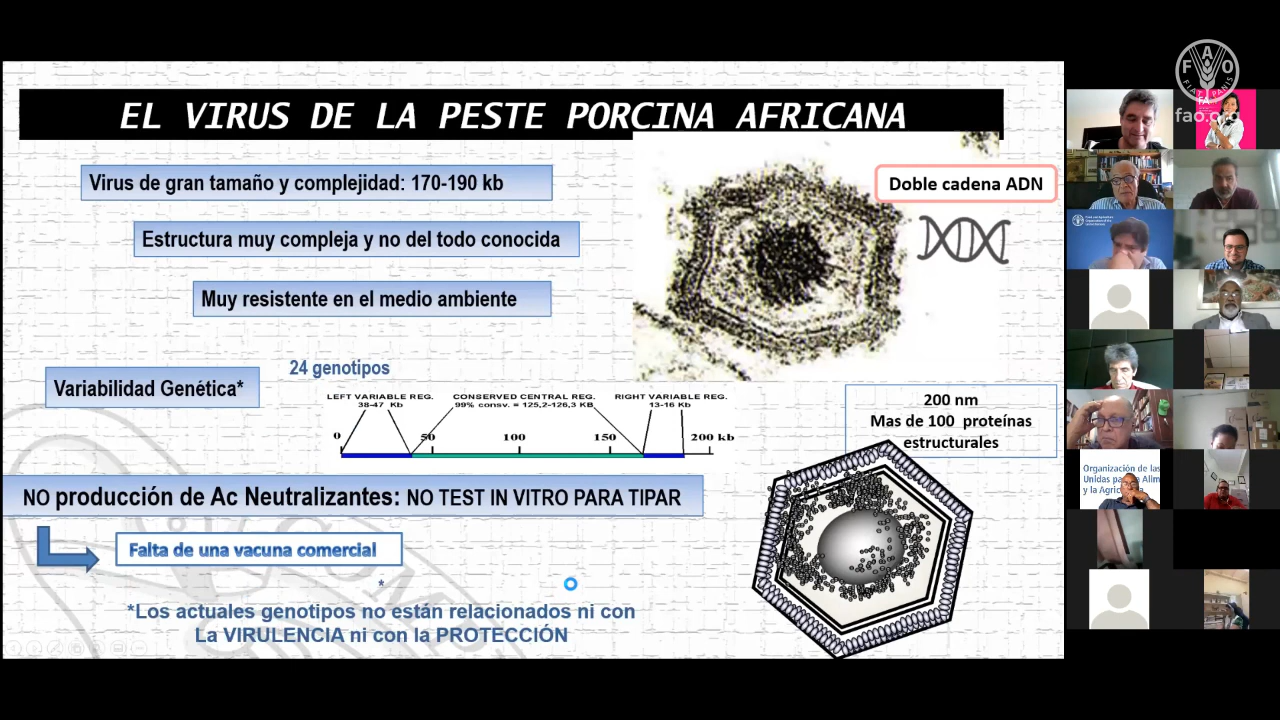 EL VIRUS DE LA PESTE PORCINA AFRICANA
Virus de gran tamaño y complejidad: 170-190 kb
Doble cadena ADN
Estructura muy compleja y no del todo conocida
Muy resistente en el medio ambiente
24 genotipos
Variabilidad Genética*
LEFT VARIABLE REG.
38-47 Kb
CONSERVED CENTRAL REG.
99% consv. = 125,2-126,3 KB
RIGHT VARIABLE REG.
13-16 Kb
0 50 100 150 200 kb
200 nm
Mas de 100 proteínas
estructurales
NO producción de Ac Neutralizantes: NO TEST IN VITRO PARA TIPAR
Falta de una vacuna comercial
*
*Los actuales genotipos no están relacionados ni con
La VIRULENCIA ni con la PROTECCIÓN
FAO
FIAT PANIS
fao.org
Organización de las
Unidas
y la Agric